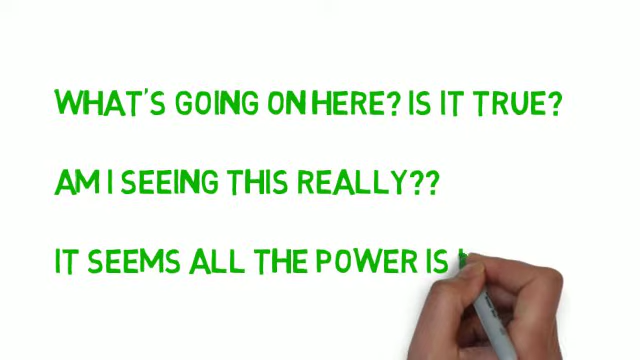 WHAT'S GOING ON HERE? IS IT TRUE?
AM I SEEING THIS REALLY??
IT SEEMS ALL THE POWER IS